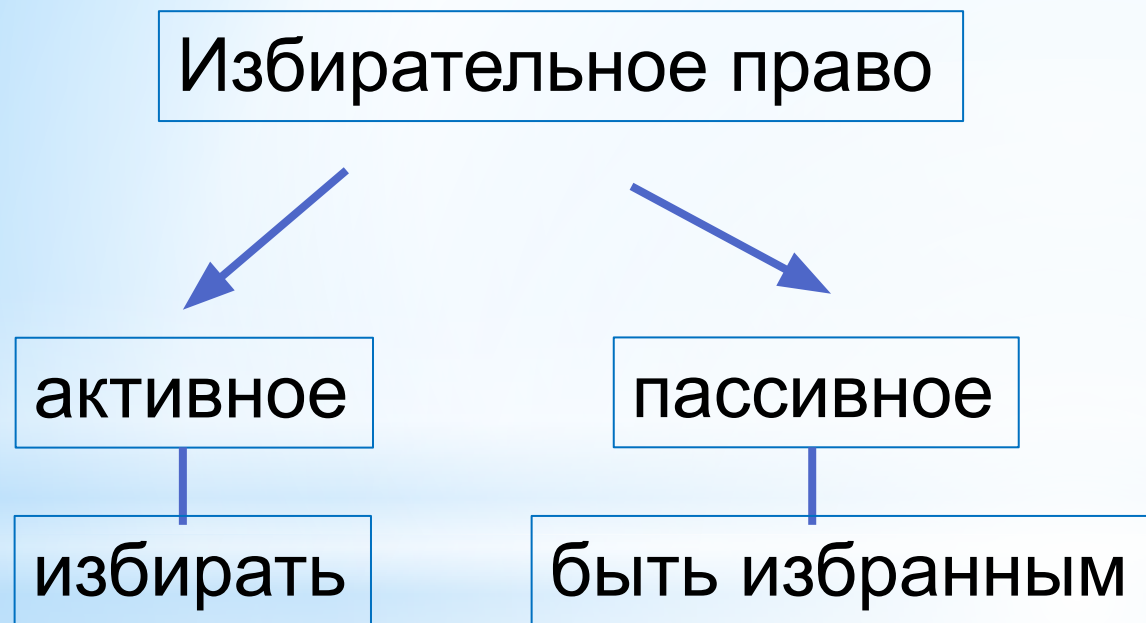 Избирательное право
активное
пассивное
избирать
быть избранным